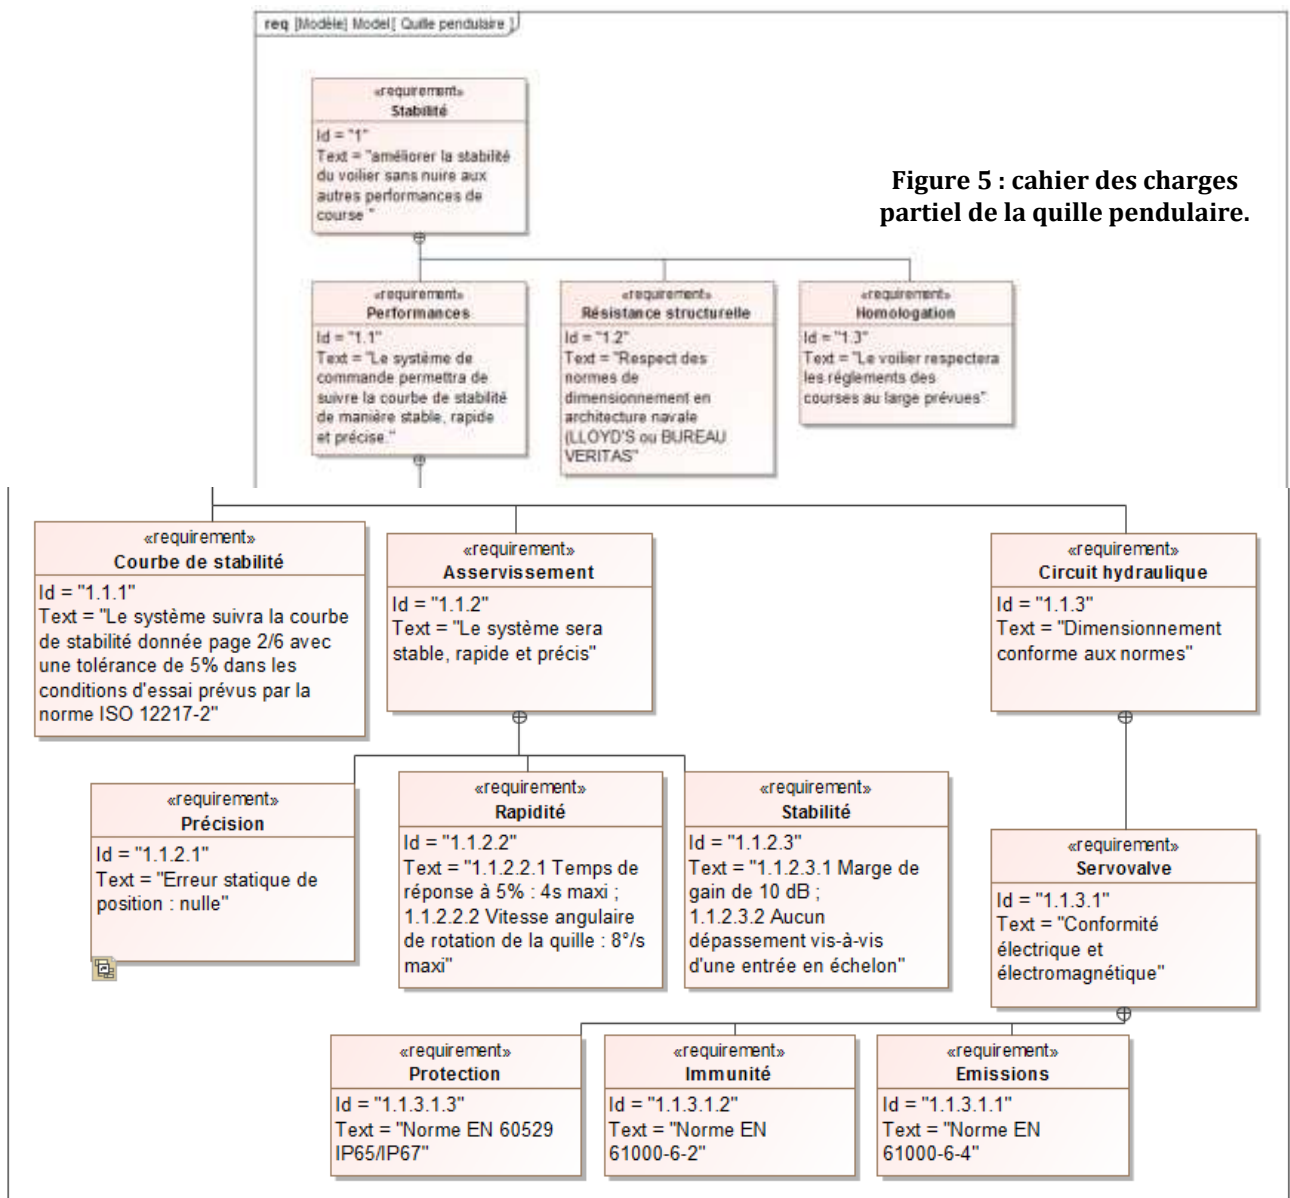 req [Modèle] Model[ Quille pendulaire ]
«requirement»
Stabilité
Id = "1"
Text = "améliorer la stabilité
du voilier sans nuire aux
autres performances de
course "
Figure 5 : cahier des charges
partiel de la quille pendulaire.
«requirement»
Performances
Id = "1.1"
Text = "Le système de
commande permettra de
suivre la courbe de stabilité
de manière stable, rapide
et précise."
«requirement»
Résistance structurelle
Id = "1.2"
Text = "Respect des
normes de
dimensionnement en
architecture navale
(LLOYD'S ou BUREAU
VERITAS"
«requirement»
Homologation
Id = "1.3"
Text = "Le voilier respectera
les réglements des
courses au large prévues"
«requirement»
Courbe de stabilité
Id = "1.1.1"
Text = "Le système suivra la courbe
de stabilité donnée page 2/6 avec
une tolérance de 5% dans les
conditions d'essai prévus par la
norme ISO 12217-2"
«requirement»
Asservissement
Id = "1.1.2"
Text = "Le système sera
stable, rapide et précis"
«requirement»
Circuit hydraulique
Id = "1.1.3"
Text = "Dimensionnement
conforme aux normes"
«requirement»
Précision
Id = "1.1.2.1"
Text = "Erreur statique de
position : nulle"
«requirement»
Rapidité
Id = "1.1.2.2"
Text = "1.1.2.2.1 Temps de
réponse à 5% : 4s maxi ;
1.1.2.2.2 Vitesse angulaire
de rotation de la quille : 8°/s
maxi"
«requirement»
Stabilité
Id = "1.1.2.3"
Text = "1.1.2.3.1 Marge de
gain de 10 dB ;
1.1.2.3.2 Aucun
dépassement vis-à-vis
d'une entrée en échelon"
«requirement»
Servovalve
Id = "1.1.3.1"
Text = "Conformité
électrique et
électromagnétique"
«requirement»
Protection
Id = "1.1.3.1.3"
Text = "Norme EN 60529
IP65/IP67"
«requirement»
Immunité
Id = "1.1.3.1.2"
Text = "Norme EN
61000-6-2"
«requirement»
Emissions
Id = "1.1.3.1.1"
Text = "Norme EN
61000-6-4"